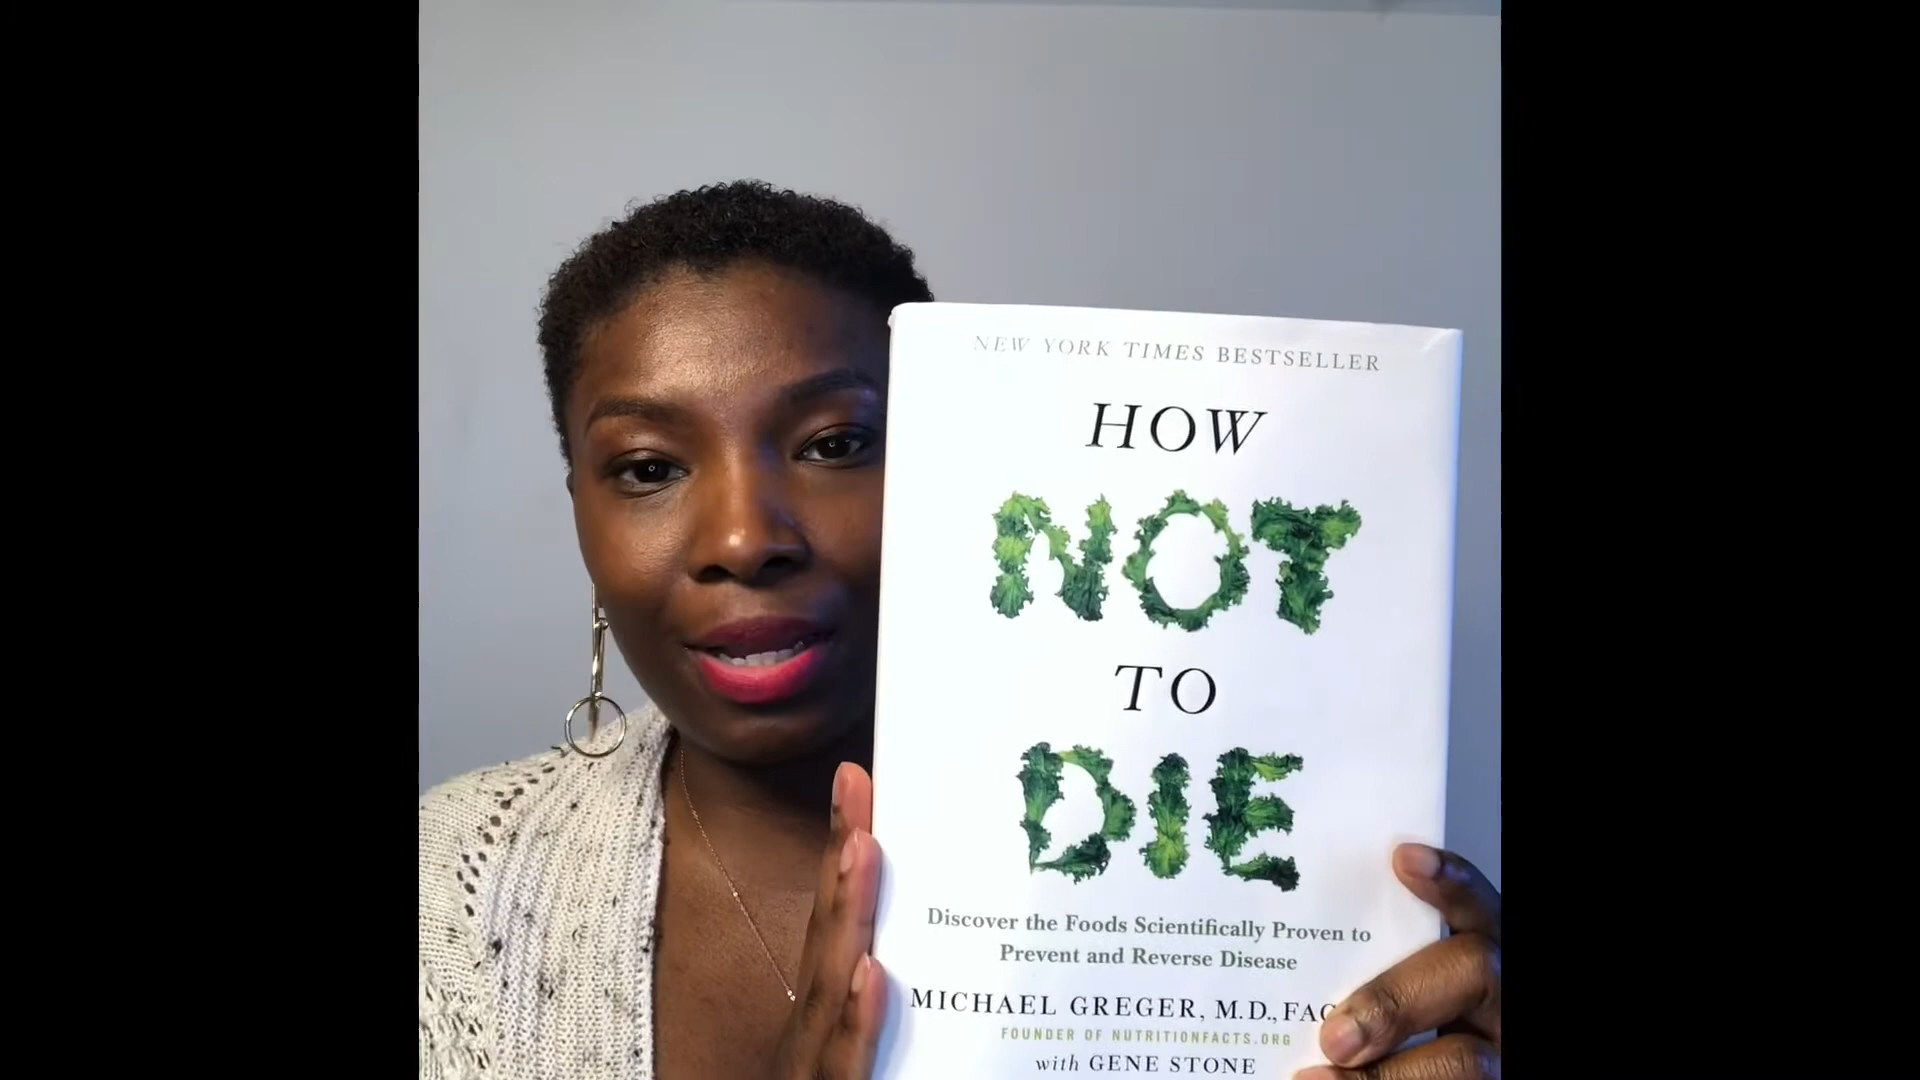 NEW YORK TIMES BESTSELLER
HOW
NOT
TO
DIE
Discover the Foods Scientifically Proven to
Prevent and Reverse Disease
MICHAEL GREGER, M.D.,
FOUNDER OF NUTRITIONFACTS.ORG
with GENE STONE